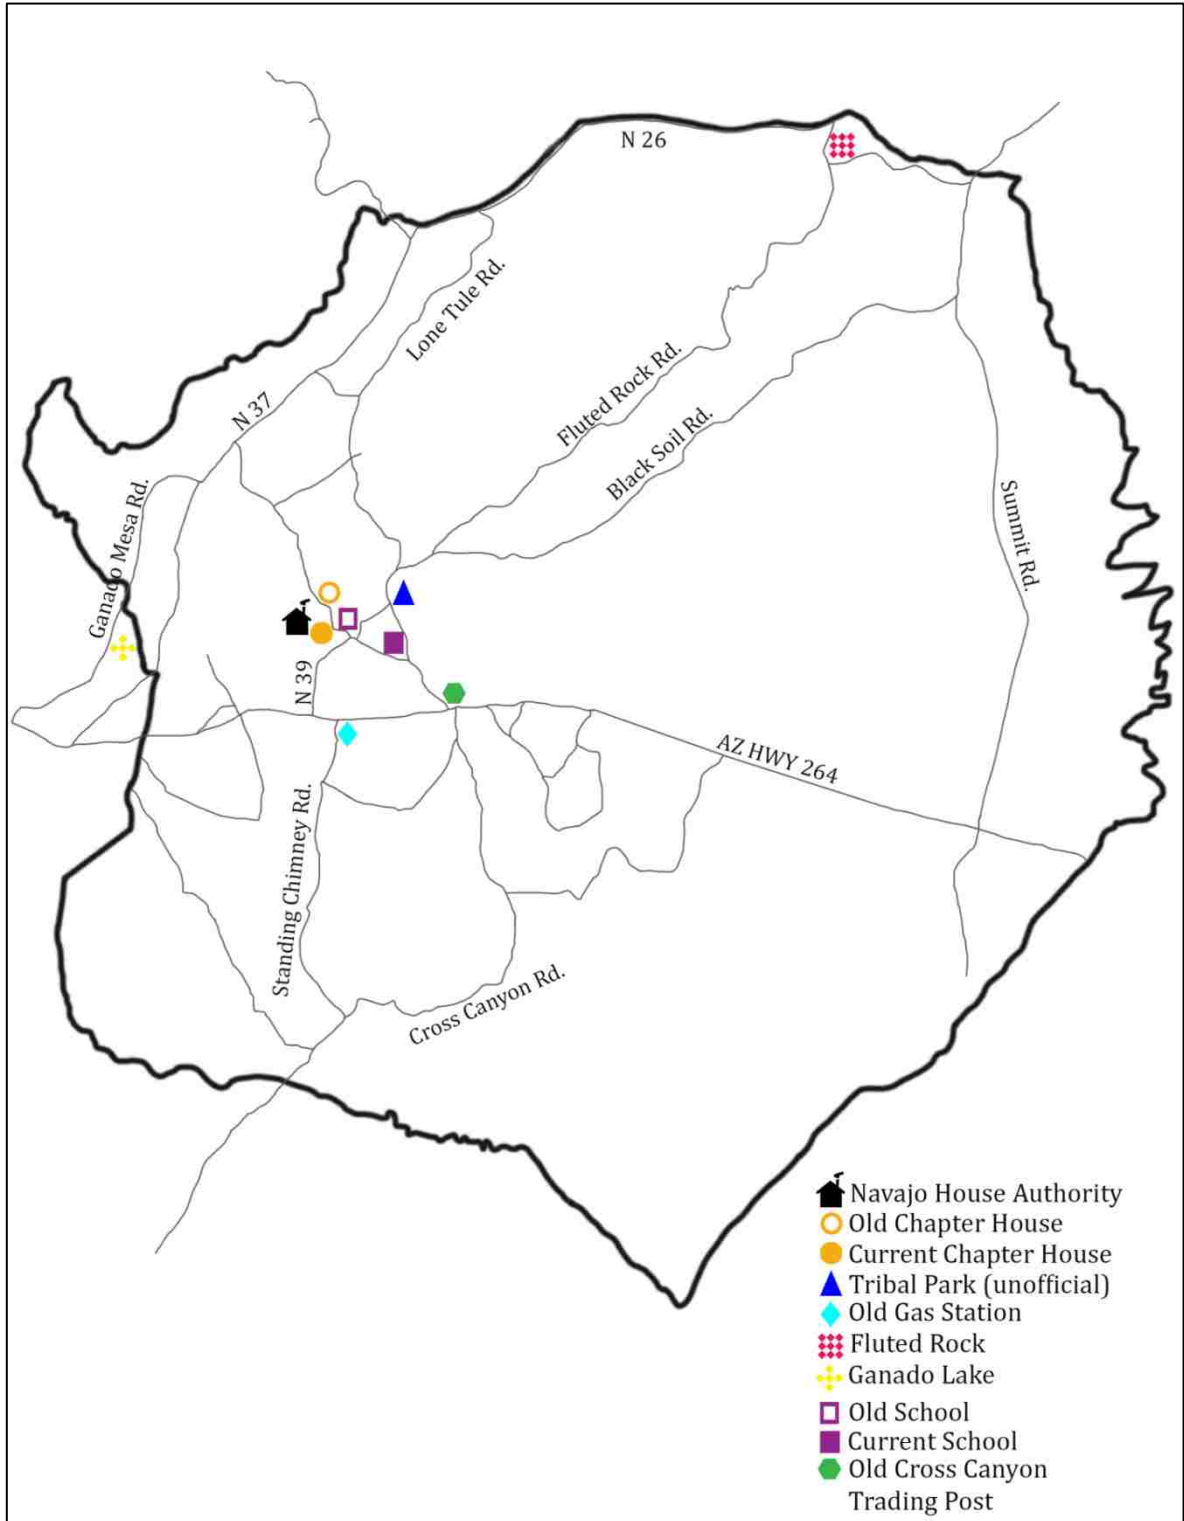 N 26
Lone Tule Rd.
Fluted Rock Rd.
N 37
Black Soil Rd.
Ganado Mesa Rd.
Summit Rd.
N 39
AZ HWY 264
Standing Chimney Rd.
Cross Canyon Rd.
Navajo House Authority
Old Chapter House
Current Chapter House
Tribal Park (unofficial)
Old Gas Station
Fluted Rock
Ganado Lake
Old School
Current School
Old Cross Canyon
Trading Post